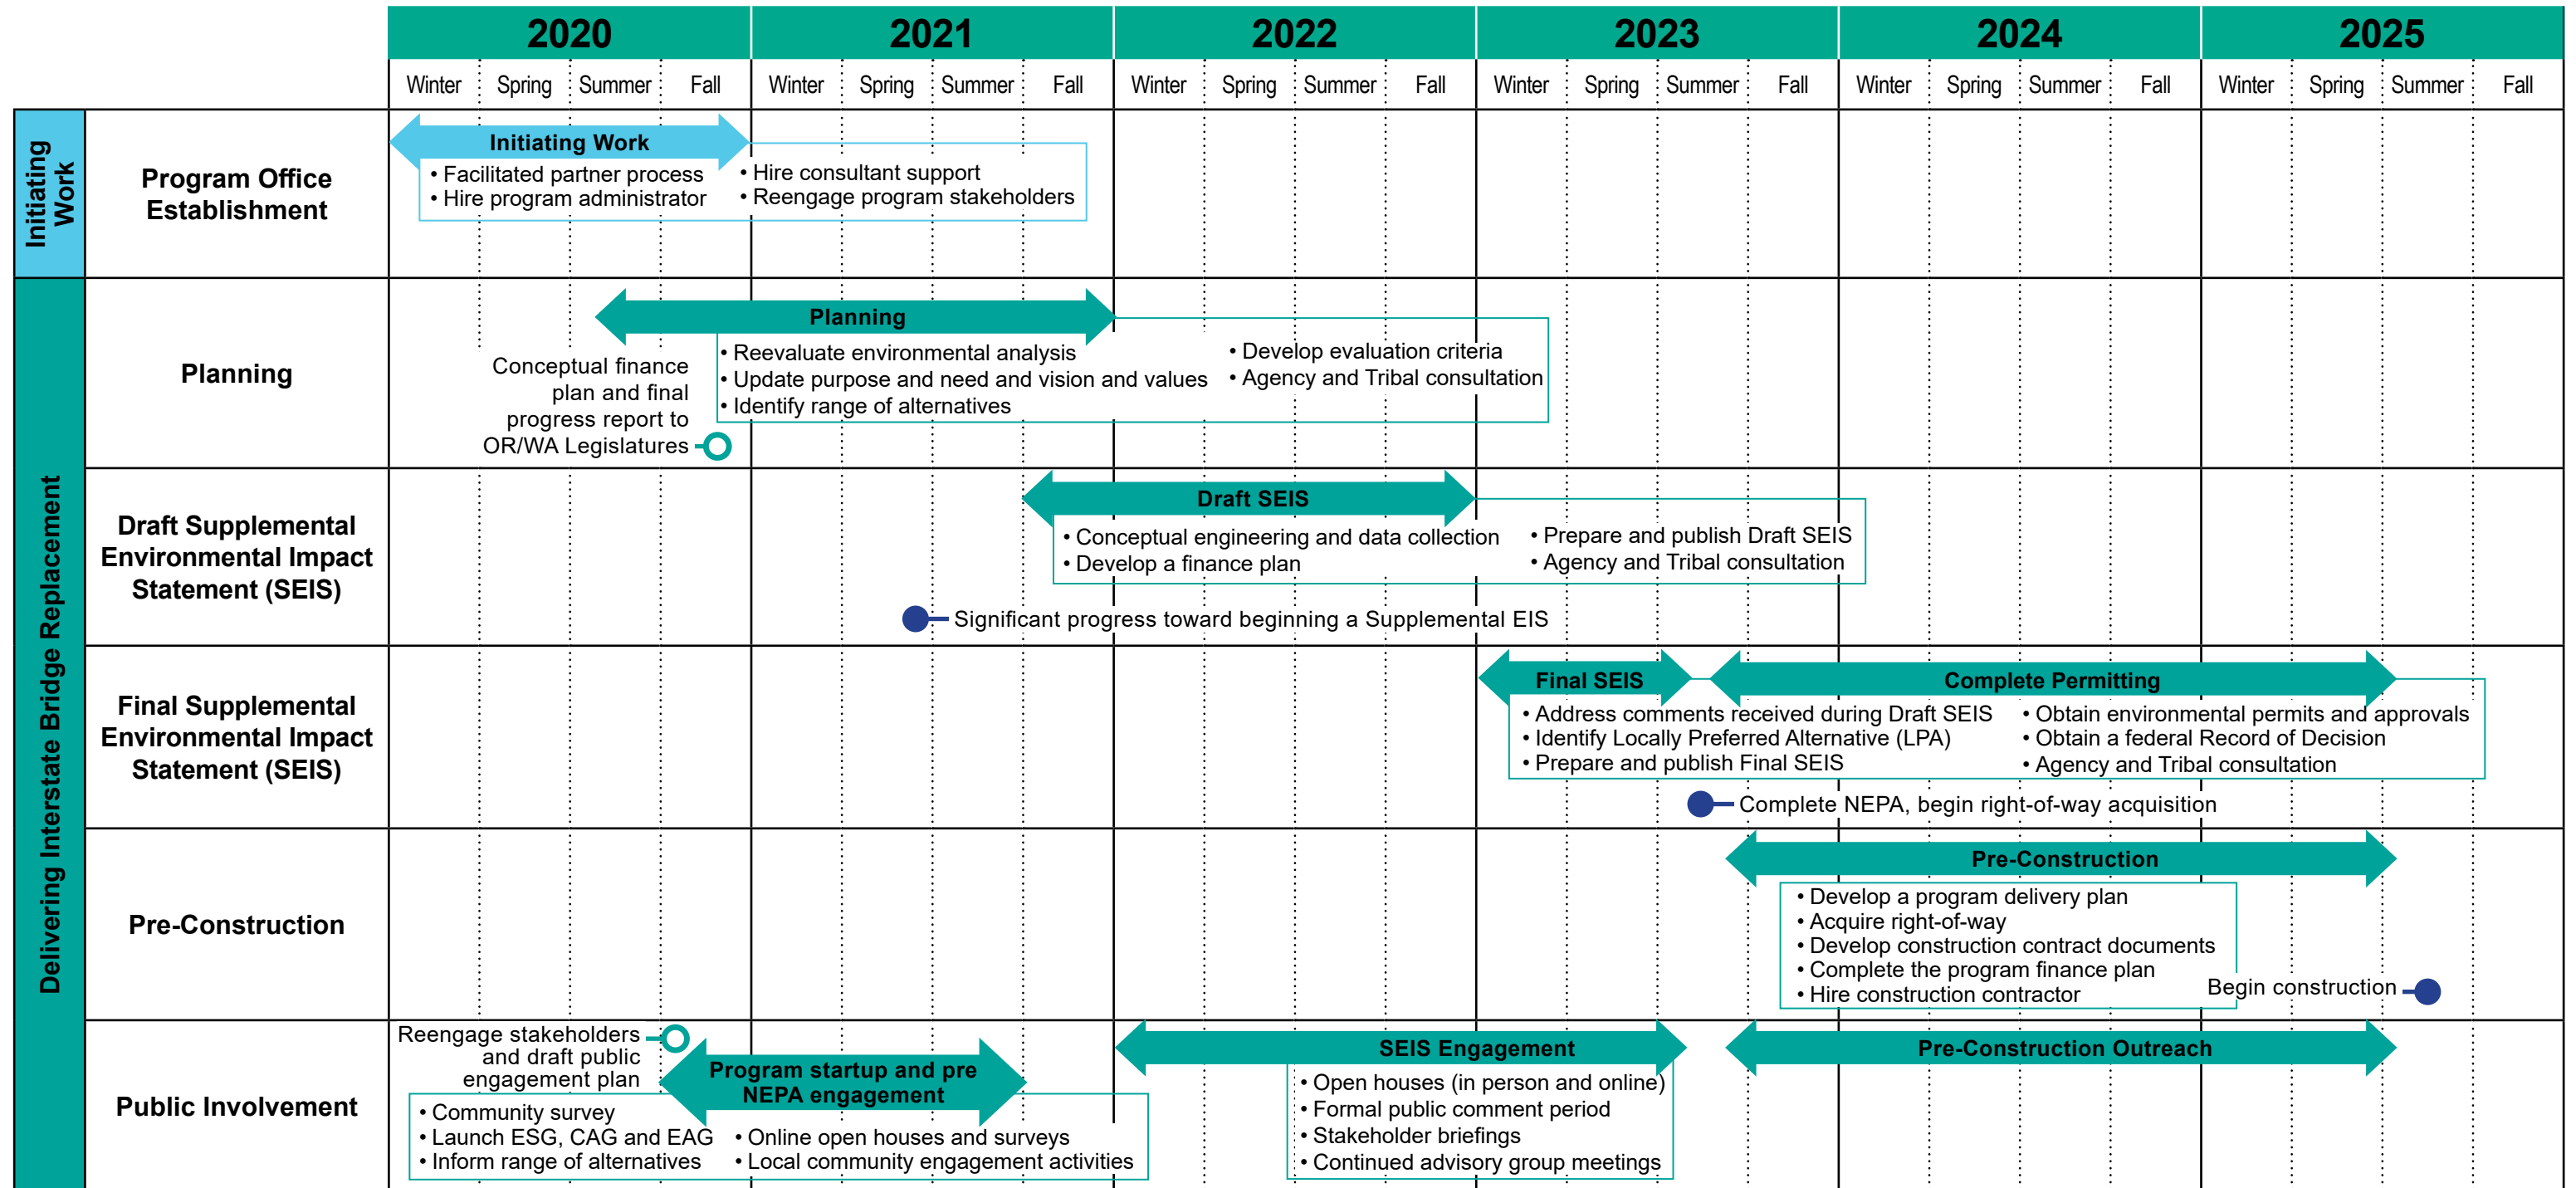 2020 2021 2022 2023 2024 2025
Winter Spring Summer Fall Winter Spring Summer Fall Winter Spring Summer Fall Winter Spring Summer Fall Winter Spring Summer Fall Winter Spring Summer Fall
Initiating
Work
Program Office
Establishment
Initiating Work
• Facilitated partner process
• Hire program administrator
• Hire consultant support
• Reengage program stakeholders
Delivering Interstate Bridge Replacement
Planning
Planning
Conceptual finance
plan and final
progress report to
OR/WA Legislatures
• Reevaluate environmental analysis
• Update purpose and need and vision and values
• Identify range of alternatives
• Develop evaluation criteria
• Agency and Tribal consultation
Draft Supplemental
Environmental Impact
Statement (SEIS)
Draft SEIS
• Conceptual engineering and data collection
• Develop a finance plan
• Prepare and publish Draft SEIS
• Agency and Tribal consultation
Significant progress toward beginning a Supplemental EIS
Final Supplemental
Environmental Impact
Statement (SEIS)
Final SEIS
Complete Permitting
• Address comments received during Draft SEIS
• Identify Locally Preferred Alternative (LPA)
• Prepare and publish Final SEIS
• Obtain environmental permits and approvals
• Obtain a federal Record of Decision
• Agency and Tribal consultation
Complete NEPA, begin right-of-way acquisition
Pre-Construction
Pre-Construction
• Develop a program delivery plan
• Acquire right-of-way
• Develop construction contract documents
• Complete the program finance plan
• Hire construction contractor
Begin construction
Public Involvement
Reengage stakeholders
and draft public
engagement plan
Program startup and pre
NEPA engagement
• Community survey
• Launch ESG, CAG and EAG
• Inform range of alternatives
• Online open houses and surveys
• Local community engagement activities
SEIS Engagement
• Open houses (in person and online)
• Formal public comment period
• Stakeholder briefings
• Continued advisory group meetings
Pre-Construction Outreach